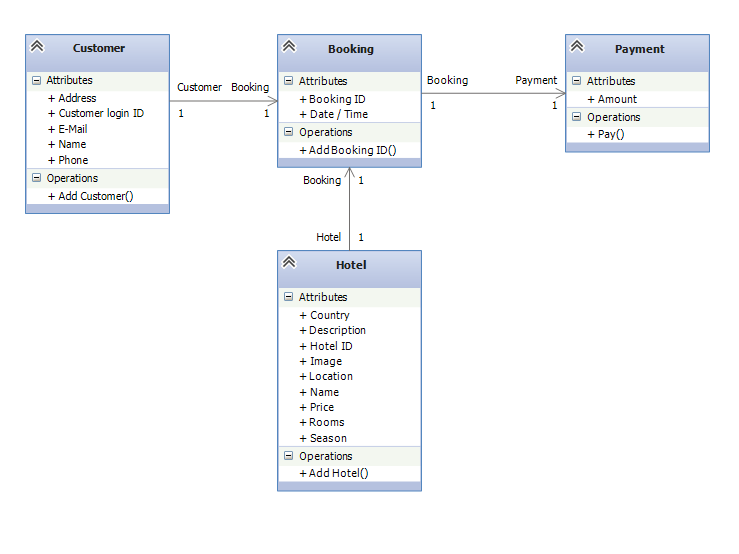 Customer
Attributes
+ Address
+ Customer login ID
+ E-Mail
+ Name
+ Phone
Operations
+ Add Customer()
Customer Booking
1 1
Booking
Attributes
+ Booking ID
+ Date / Time
Operations
+ Add Booking ID()
Booking Payment
1 1
Payment
Attributes
+ Amount
Operations
+ Pay()
Booking 1
Hotel 1
Hotel
Attributes
+ Country
+ Description
+ Hotel ID
+ Image
+ Location
+ Name
+ Price
+ Rooms
+ Season
Operations
+ Add Hotel()